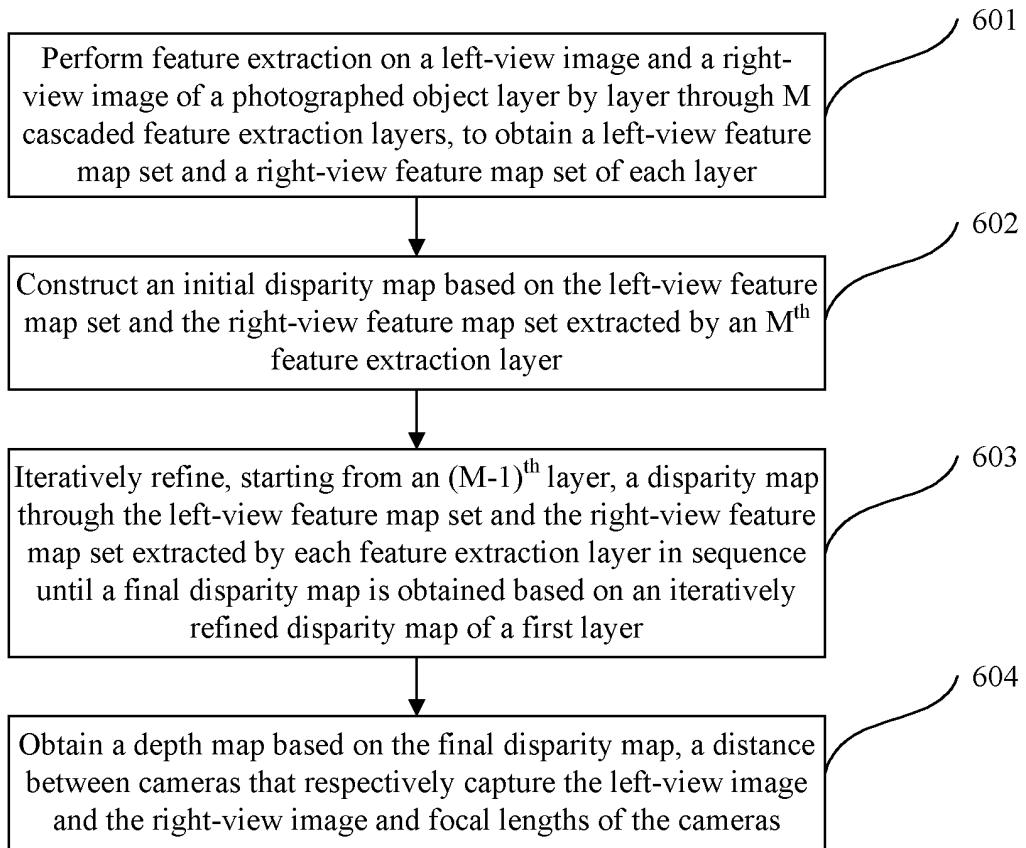 601
Perform feature extraction on a left-view image and a right-
view image of a photographed object layer by layer through M
cascaded feature extraction layers, to obtain a left-view feature
map set and a right-view feature map set of each layer
602
Construct an initial disparity map based on the left-view feature
map set and the right-view feature map set extracted by an Mth
feature extraction layer
603
Iteratively refine, starting from an (M-1)th layer, a disparity map
through the left-view feature map set and the right-view feature
map set extracted by each feature extraction layer in sequence
until a final disparity map is obtained based on an iteratively
refined disparity map of a first layer
604
Obtain a depth map based on the final disparity map, a distance
between cameras that respectively capture the left-view image
and the right-view image and focal lengths of the cameras